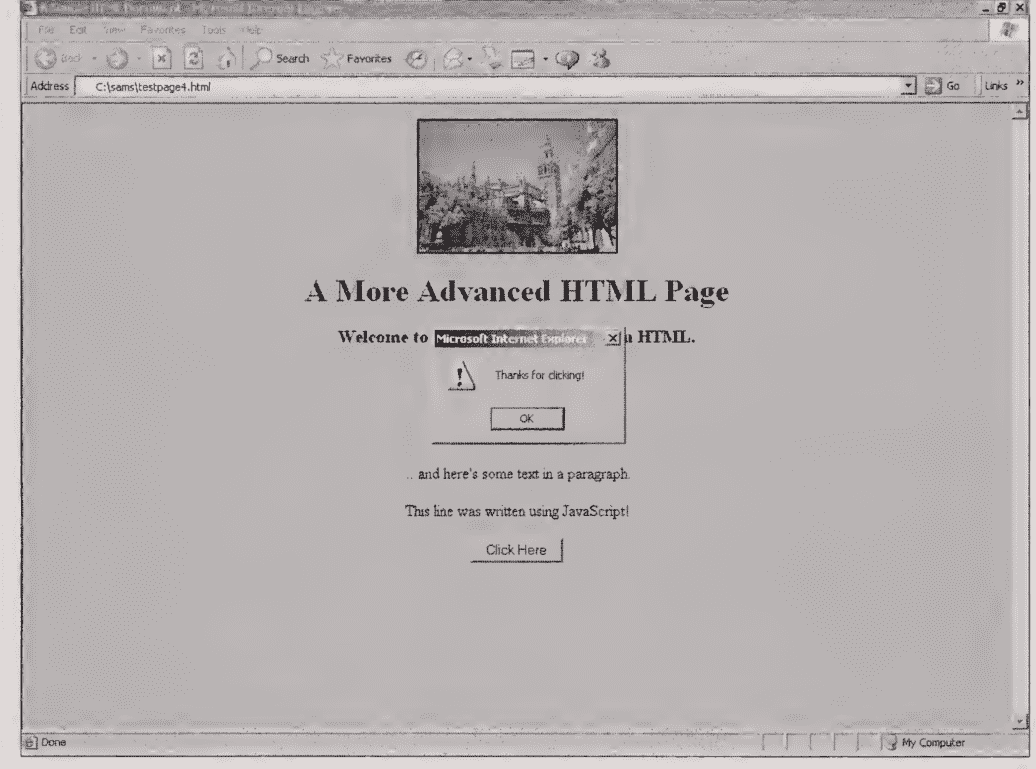 File Edit View Favorites Tools Help
Back Search Favorites
Address C:\sams\testpage4.html Go Links »
A More Advanced HTML Page
Welcome to HTML.
Microsoft Internet Explorer
Thanks for clicking!
OK
.. and here's some text in a paragraph.
This line was written using JavaScript!
Click Here
Done My Computer